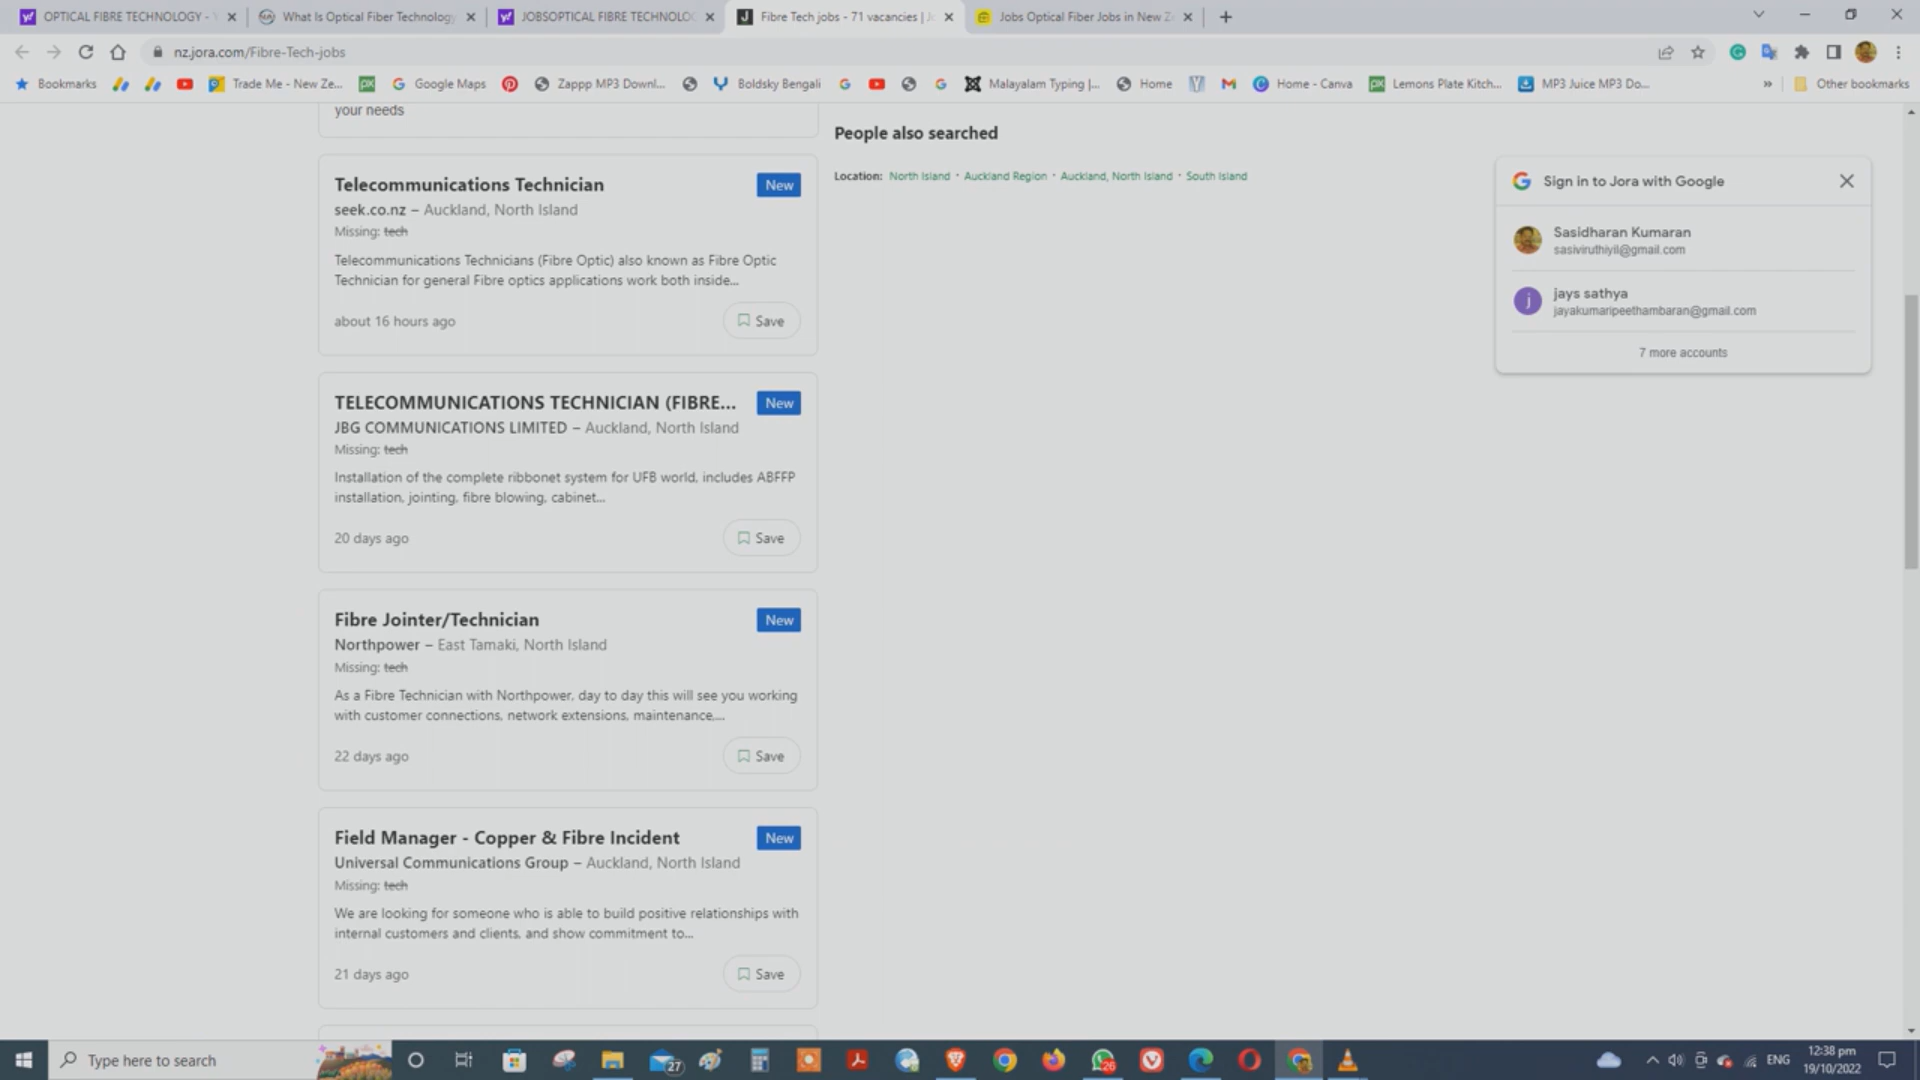 OPTICAL FIBRE TECHNOLOGY -
What Is Optical Fiber Technology
JOBSOPTICAL FIBRE TECHNOLO
Fibre Tech jobs - 71 vacancies | J
Jobs Optical Fiber Jobs in New Z
nz.jora.com/Fibre-Tech-jobs
Bookmarks
Trade Me - New Ze...
Google Maps
Zappp MP3 Downl...
Boldsky Bengali
Malayalam Typing |...
Home
Home - Canva
Lemons Plate Kitch...
MP3 Juice MP3 Do...
»
Other bookmarks
your needs
Telecommunications Technician
New
seek.co.nz – Auckland, North Island
Missing: tech
Telecommunications Technicians (Fibre Optic) also known as Fibre Optic
Technician for general Fibre optics applications work both inside...
about 16 hours ago
Save
TELECOMMUNICATIONS TECHNICIAN (FIBRE...
New
JBG COMMUNICATIONS LIMITED – Auckland, North Island
Missing: tech
Installation of the complete ribbonet system for UFB world, includes ABFFP
installation, jointing, fibre blowing, cabinet...
20 days ago
Save
Fibre Jointer/Technician
New
Northpower – East Tamaki, North Island
Missing: tech
As a Fibre Technician with Northpower, day to day this will see you working
with customer connections, network extensions, maintenance,...
22 days ago
Save
Field Manager - Copper & Fibre Incident
New
Universal Communications Group – Auckland, North Island
Missing: tech
We are looking for someone who is able to build positive relationships with
internal customers and clients, and show commitment to...
21 days ago
Save
People also searched
Location: North Island · Auckland Region · Auckland, North Island · South Island
Sign in to Jora with Google
Sasidharan Kumaran
sasiviruthiyil@gmail.com
j
jays sathya
jayakumaripeethambaran@gmail.com
7 more accounts
Type here to search
27
26
ENG
12:38 pm
19/10/2022